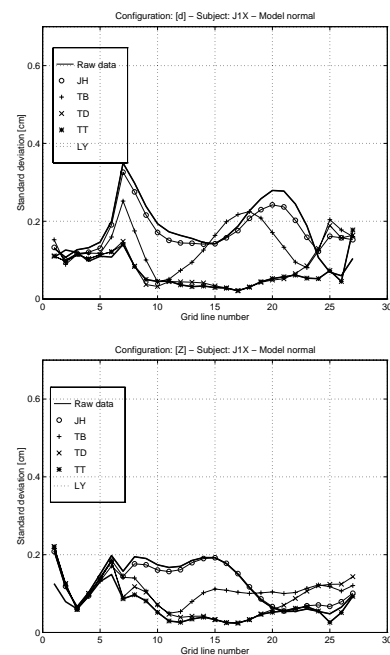 Configuration: [d] – Subject: J1X – Model normal
Standard deviation [cm]
0.6
0.4
0.2
0
Raw data
JH
TB
TD
TT
LY
0 5 10 15 20 25 30
Grid line number
Configuration: [Z] – Subject: J1X – Model normal
Standard deviation [cm]
0.6
0.4
0.2
0
Raw data
JH
TB
TD
TT
LY
0 5 10 15 20 25 30
Grid line number